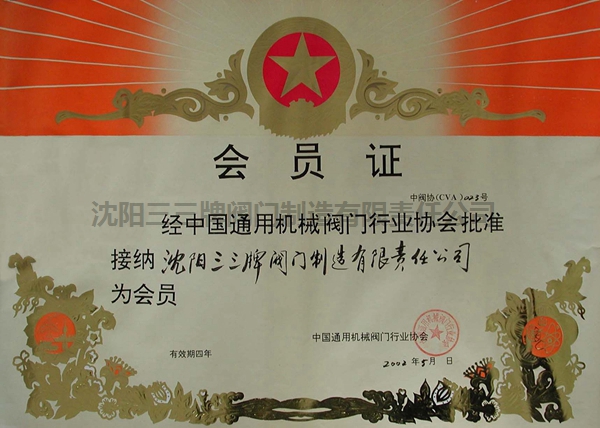 会员证
中阀协(CVA)023号
沈阳三三牌阀门制造有限责任公司
经中国通用机械阀门行业协会批准
接纳沈阳三三牌阀门制造有限责任公司
为会员
中国通用机械阀门行业协会
有效期四年
2002年5月 日